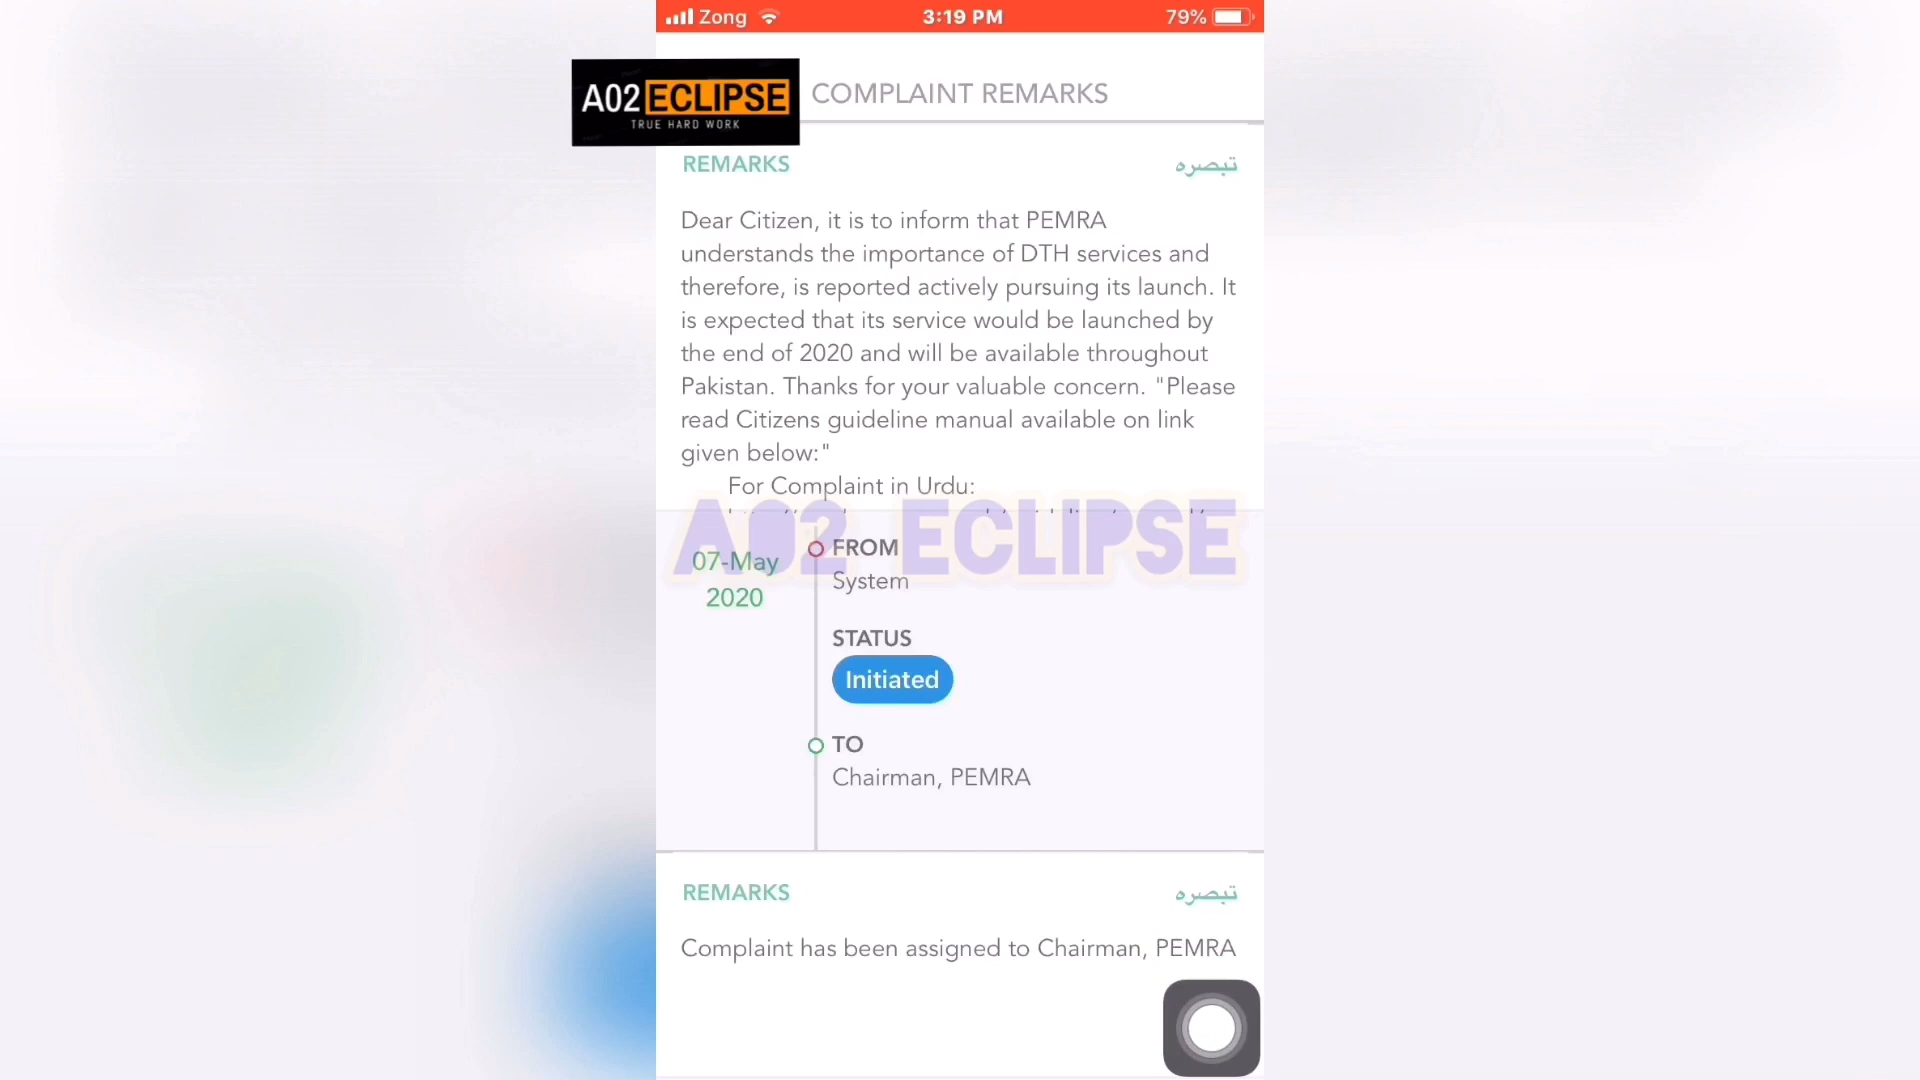 Zong
3:19 PM
79%
A02 ECLIPSE
TRUE HARD WORK
COMPLAINT REMARKS
REMARKS
تبصرہ
Dear Citizen, it is to inform that PEMRA
understands the importance of DTH services and
therefore, is reported actively pursuing its launch. It
is expected that its service would be launched by
the end of 2020 and will be available throughout
Pakistan. Thanks for your valuable concern. "Please
read Citizens guideline manual available on link
given below:"
For Complaint in Urdu:
A02 ECLIPSE
07-May
2020
FROM
System
STATUS
Initiated
TO
Chairman, PEMRA
REMARKS
تبصرہ
Complaint has been assigned to Chairman, PEMRA